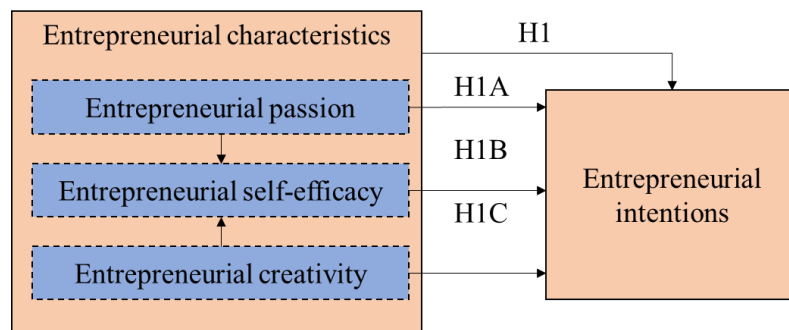 Entrepreneurial characteristics
H1
Entrepreneurial passion
H1A
Entrepreneurial self-efficacy
H1B
Entrepreneurial creativity
H1C
Entrepreneurial
intentions